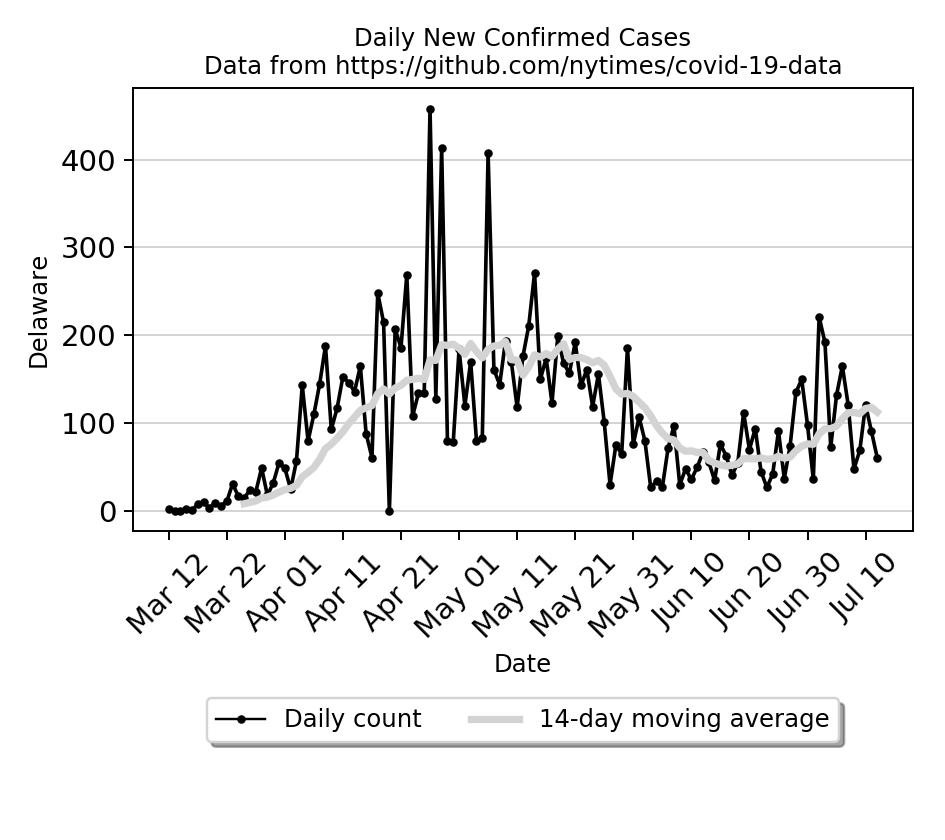 Daily New Confirmed Cases
Data from https://github.com/nytimes/covid-19-data
Delaware
400
300
200
100
0
Mar 12
Mar 22
Apr 01
Apr 11
Apr 21
May 01
May 11
May 21
May 31
Jun 10
Jun 20
Jun 30
Jul 10
Date
Daily count
14-day moving average